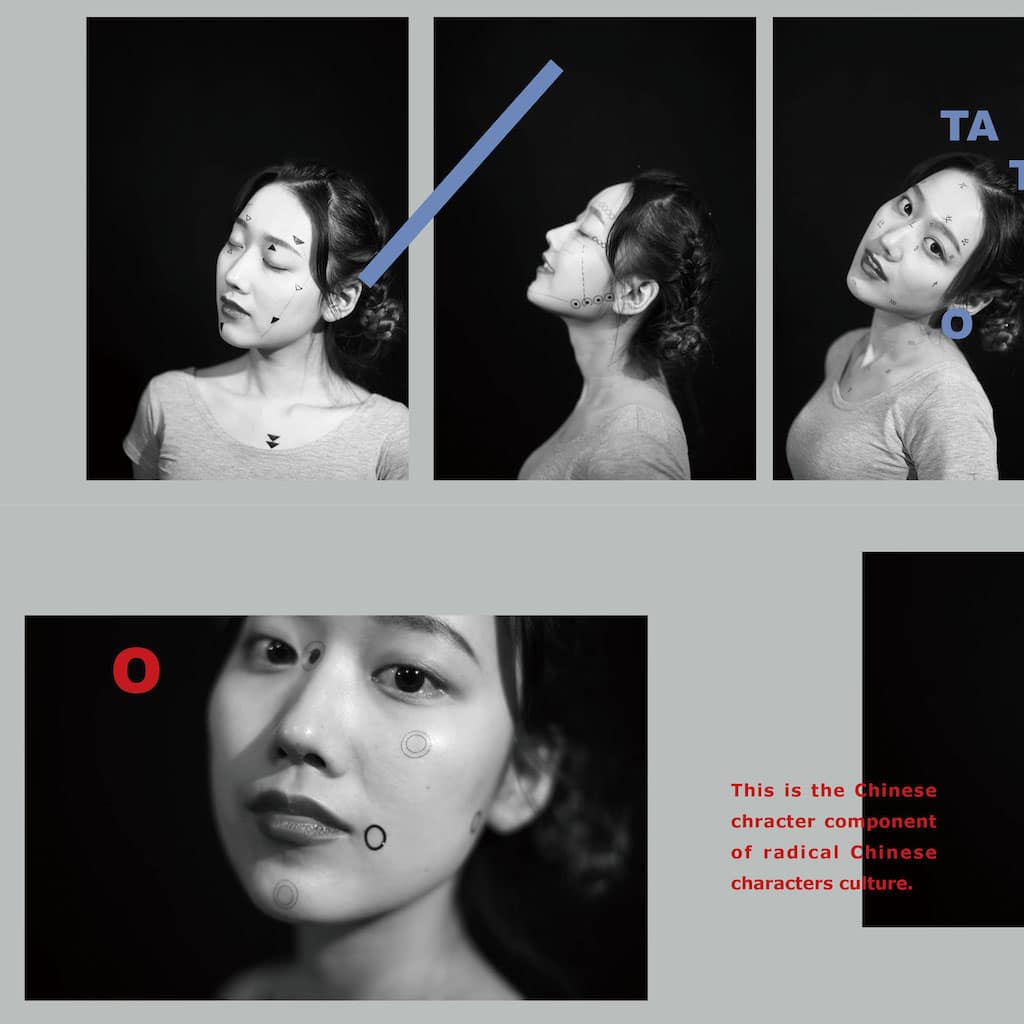 TA
T
O
O
This is the Chinese
chracter component
of radical Chinese
characters culture.